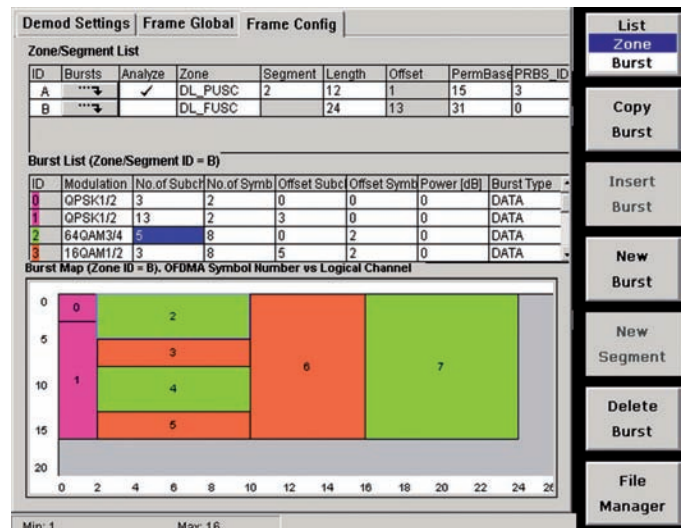 Demod Settings Frame Global Frame Config
Zone/Segment List
ID Bursts Analyze Zone Segment Length Offset PermBase PRBS_ID
A DL_PUSC 2 12 1 15 3
B DL_FUSC 24 13 31 0
Burst List (Zone/Segment ID = B)
ID Modulation No.of Subch No.of Symb Offset Subcl Offset Symb Power [dB] Burst Type
0 QPSK1/2 3 2 0 0 0 DATA
1 QPSK1/2 13 2 3 0 0 DATA
2 64QAM3/4 5 8 0 2 0 DATA
3 16QAM1/2 3 8 5 2 0 DATA
Burst Map (Zone ID = B). OFDMA Symbol Number vs Logical Channel
0
5
10
15
20
0
1
2
3
4
5
6
7
0 2 4 6 8 10 12 14 16 18 20 22 24 26
Min: 1 Max: 16
List
Zone
Burst
Copy
Burst
Insert
Burst
New
Burst
New
Segment
Delete
Burst
File
Manager